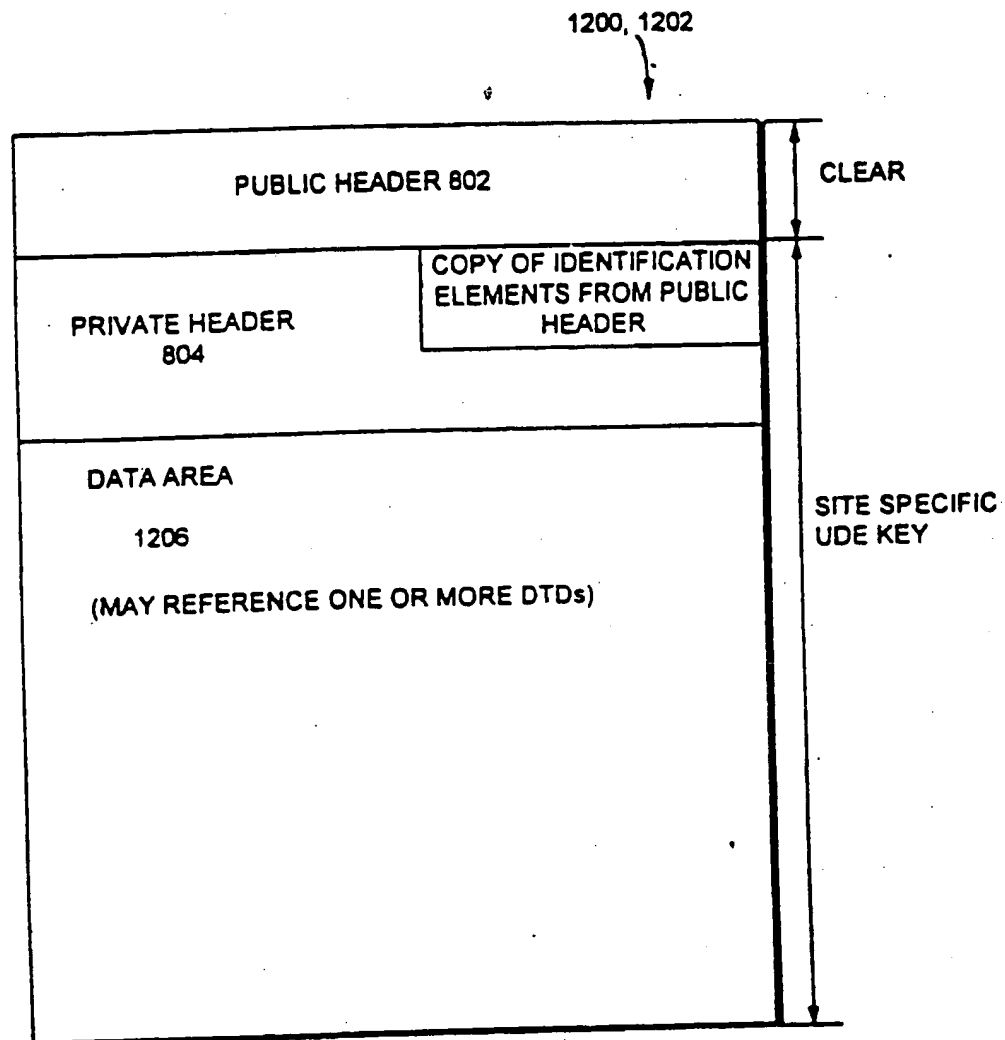 1200, 1202
PUBLIC HEADER 802
CLEAR
COPY OF IDENTIFICATION
ELEMENTS FROM PUBLIC
HEADER
PRIVATE HEADER
804
DATA AREA
1206
(MAY REFERENCE ONE OR MORE DTDs)
SITE SPECIFIC
UDE KEY